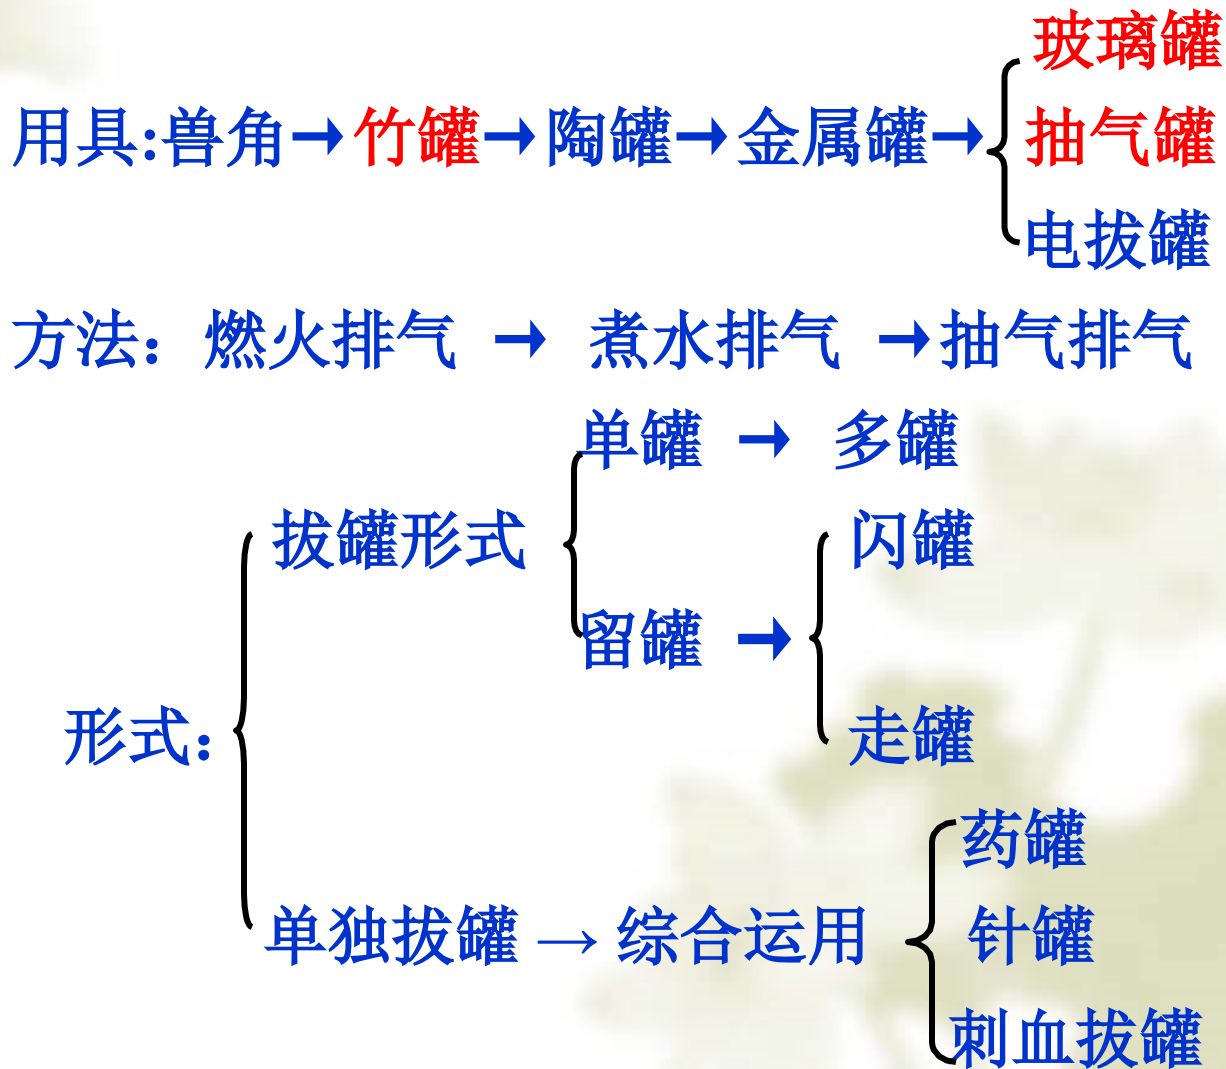 玻璃罐
用具:兽角→竹罐→陶罐→金属罐→抽气罐
电拔罐
方法：燃火排气 → 煮水排气 →抽气排气
单罐 → 多罐
拔罐形式
闪罐
留罐 →
形式：
走罐
药罐
单独拔罐→综合运用
针罐
刺血拔罐